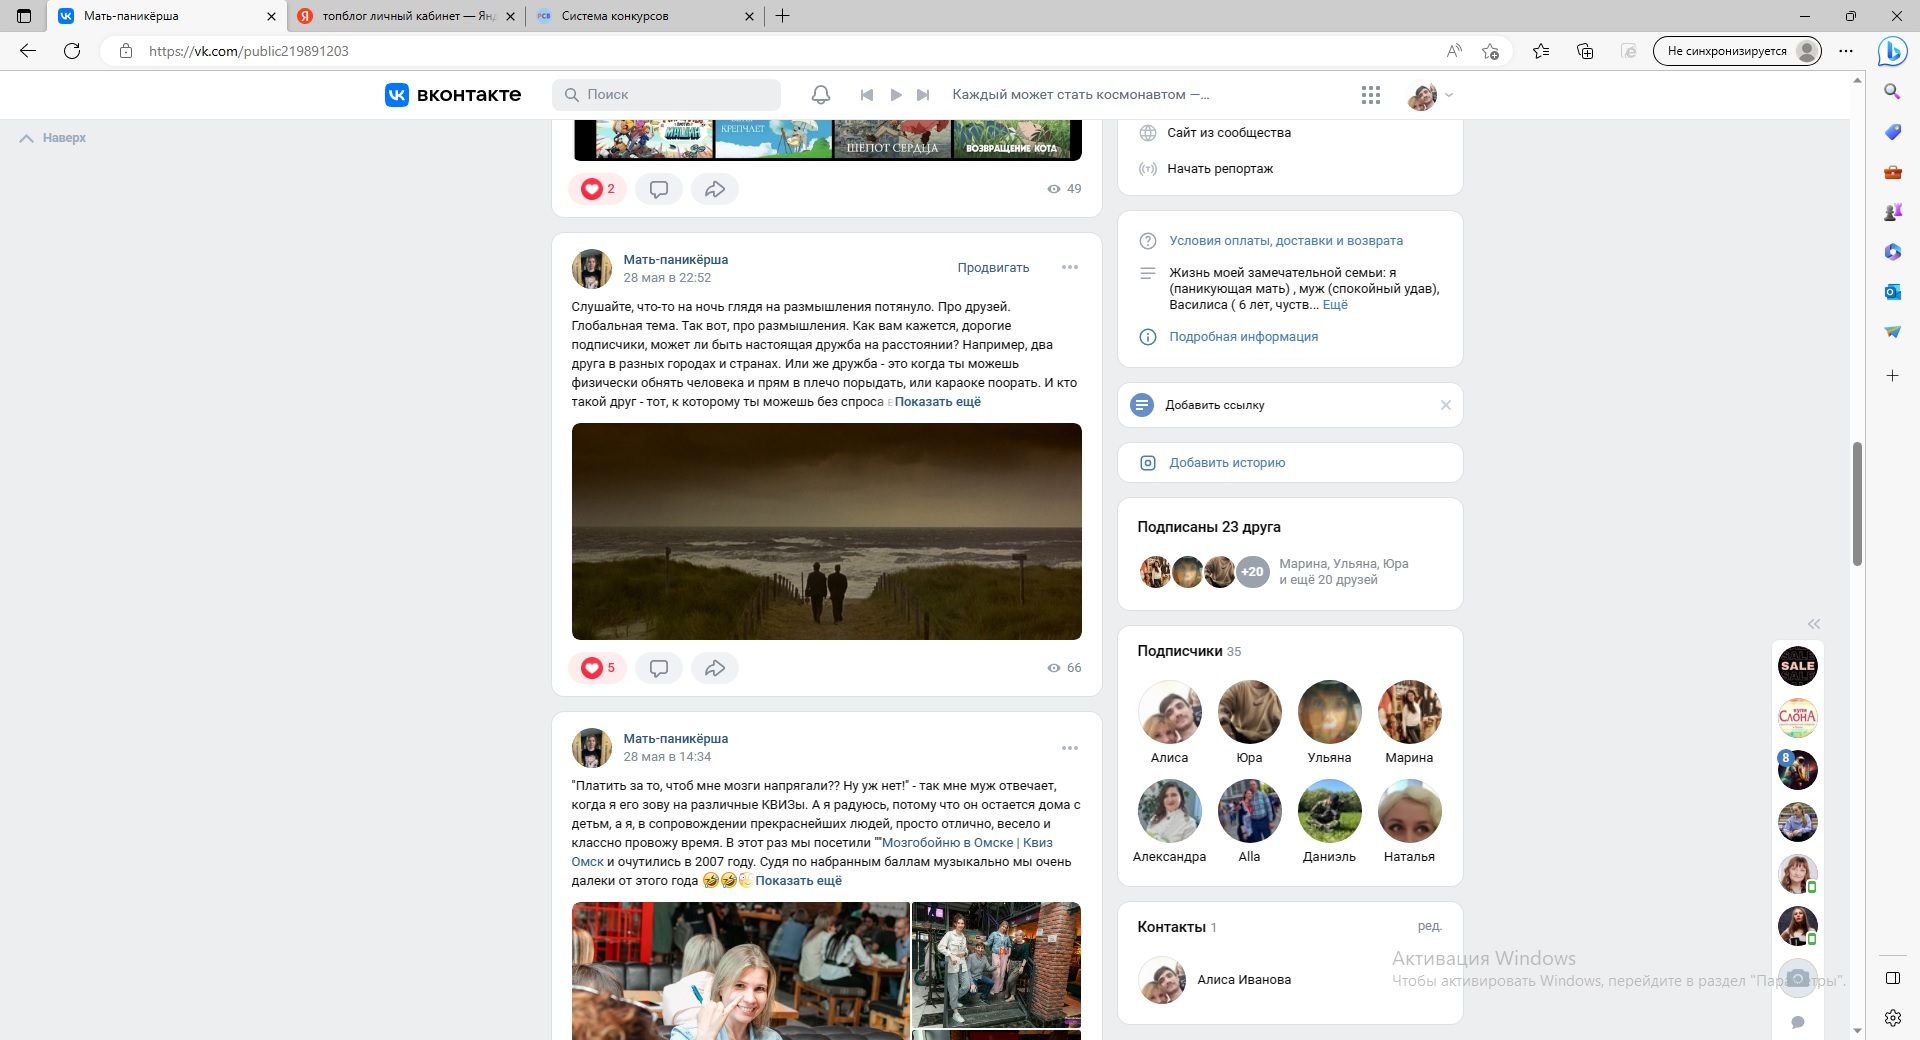 Мать-паникёрша
топблог личный кабинет — Янд
Система конкурсов
https://vk.com/public219891203
Не синхронизируется
вконтакте
Поиск
Каждый может стать космонавтом —...
Наверх
КРЕПЧАЕТ
ШЕПОТ СЕРДЦА
ВОЗВРАЩЕНИЕ КОТА
2
49
Мать-паникёрша
28 мая в 22:52
Продвигать
Слушайте, что-то на ночь глядя на размышления потянуло. Про друзей.
Глобальная тема. Так вот, про размышления. Как вам кажется, дорогие
подписчики, может ли быть настоящая дружба на расстоянии? Например, два
друга в разных городах и странах. Или же дружба - это когда ты можешь
физически обнять человека и прям в плечо порыдать, или караоке поорать. И кто
такой друг - тот, к которому ты можешь без спроса в Показать ещё
5
66
Мать-паникёрша
28 мая в 14:34
"Платить за то, чтоб мне мозги напрягали?? Ну уж нет!" - так мне муж отвечает,
когда я его зову на различные КВИЗы. А я радуюсь, потому что он остается дома с
детьм, а я, в сопровождении прекраснейших людей, просто отлично, весело и
классно провожу время. В этот раз мы посетили ""Мозгобойню в Омске | Квиз
Омск и очутились в 2007 году. Судя по набранным баллам музыкально мы очень
далеки от этого года 🤣🤣 Показать ещё
Сайт из сообщества
Начать репортаж
Условия оплаты, доставки и возврата
Жизнь моей замечательной семьи: я
(паникующая мать) , муж (спокойный удав),
Василиса ( 6 лет, чуств... Ещё
Подробная информация
Добавить ссылку
Добавить историю
Подписаны 23 друга
+20
Марина, Ульяна, Юра
и ещё 20 друзей
Подписчики 35
Алиса
Юра
Ульяна
Марина
Александра
Alla
Даниэль
Наталья
Контакты 1
ред.
Алиса Иванова
SALE
СЛОНА
8
Активация Windows
Чтобы активировать Windows, перейдите в раздел "Параметры".